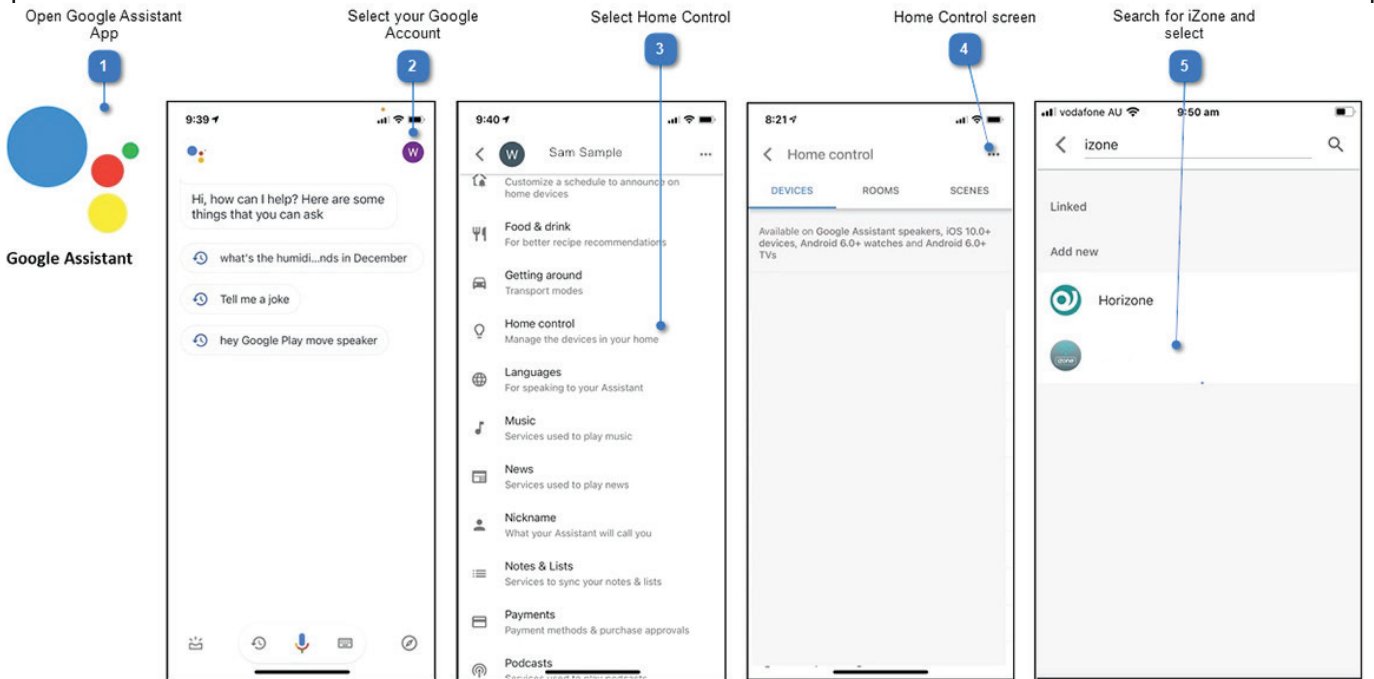 Open Google Assistant
App
1
Select your Google
Account
2
Select Home Control
3
Home Control screen
4
Search for iZone and
select
5
Google Assistant
9:39
W
Hi, how can I help? Here are some
things that you can ask
what's the humidi...nds in December
Tell me a joke
hey Google Play move speaker
9:40
W
Sam Sample
...
Customize a schedule to announce on
home devices
Food & drink
For better recipe recommendations
Getting around
Transport modes
Home control
Manage the devices in your home
Languages
For speaking to your Assistant
Music
Services used to play music
News
Services used to play news
Nickname
What your Assistant will call you
Notes & Lists
Services to sync your notes & lists
Payments
Payment methods & purchase approvals
Podcasts
Services used to play podcasts
8:21
Home control
...
DEVICES ROOMS SCENES
Available on Google Assistant speakers, iOS 10.0+
devices, Android 6.0+ watches and Android 6.0+
TVs
vodafone AU 9:50 am
izone
Linked
Add new
Horizone
izone